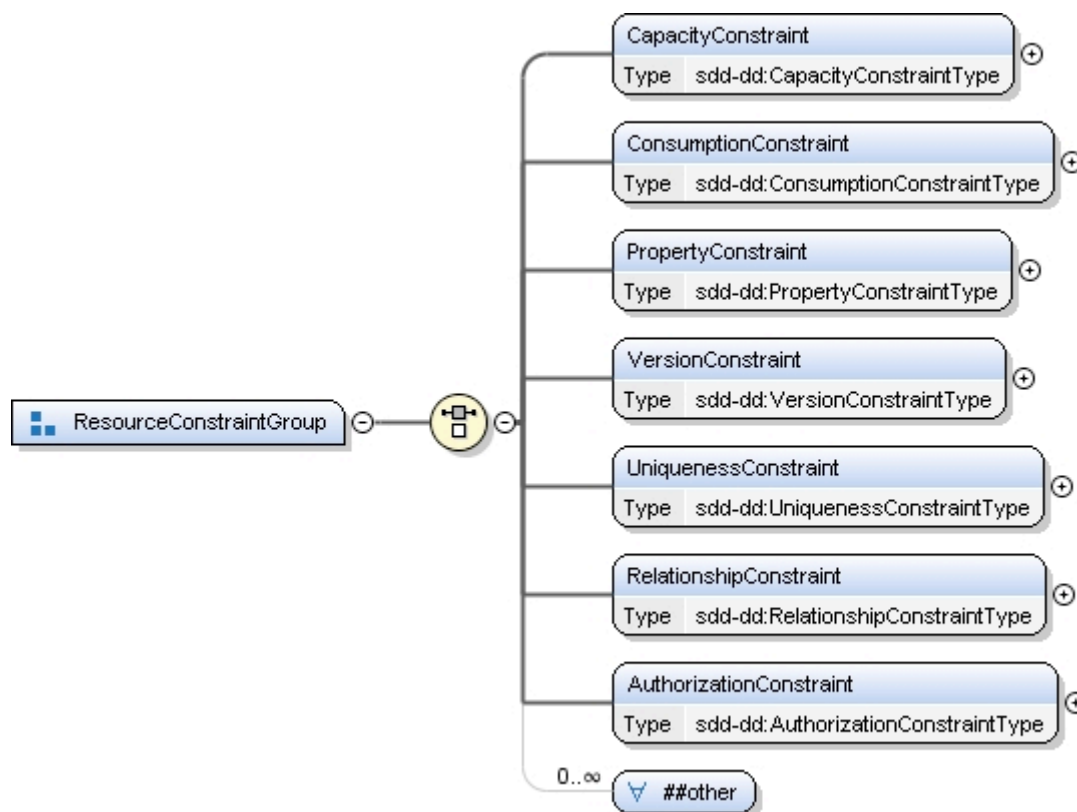 CapacityConstraint
Type sdd-dd:CapacityConstraintType
ConsumptionConstraint
Type sdd-dd:ConsumptionConstraintType
PropertyConstraint
Type sdd-dd:PropertyConstraintType
VersionConstraint
Type sdd-dd:VersionConstraintType
ResourceConstraintGroup
UniquenessConstraint
Type sdd-dd:UniquenessConstraintType
RelationshipConstraint
Type sdd-dd:RelationshipConstraintType
AuthorizationConstraint
Type sdd-dd:AuthorizationConstraintType
0..∞
∀ ##other